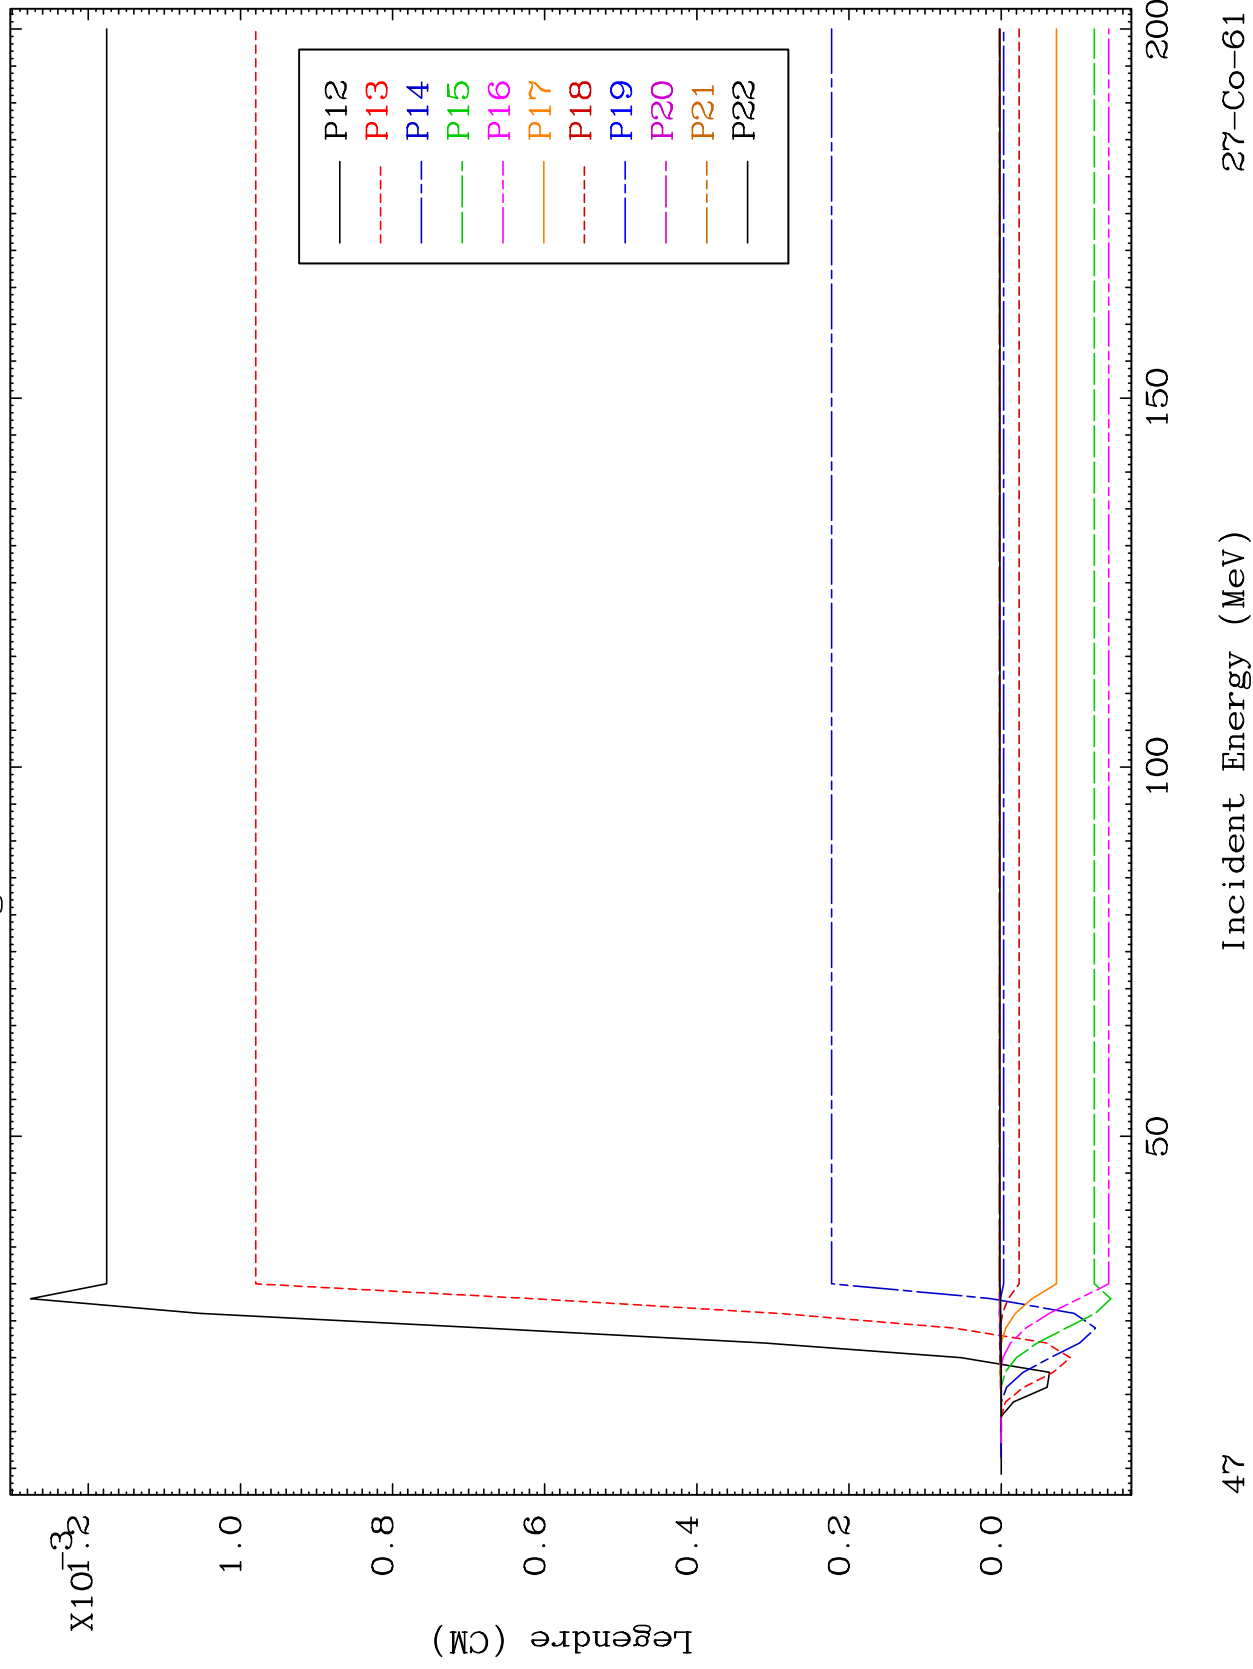 X10⁻³
1.2
1.0
0.8
0.6
0.4
0.2
0.0
Legendre (CM)
P12
P13
P14
P15
P16
P17
P18
P19
P20
P21
P22
50
100
150
200
Incident Energy (MeV)
47
27-Co-61